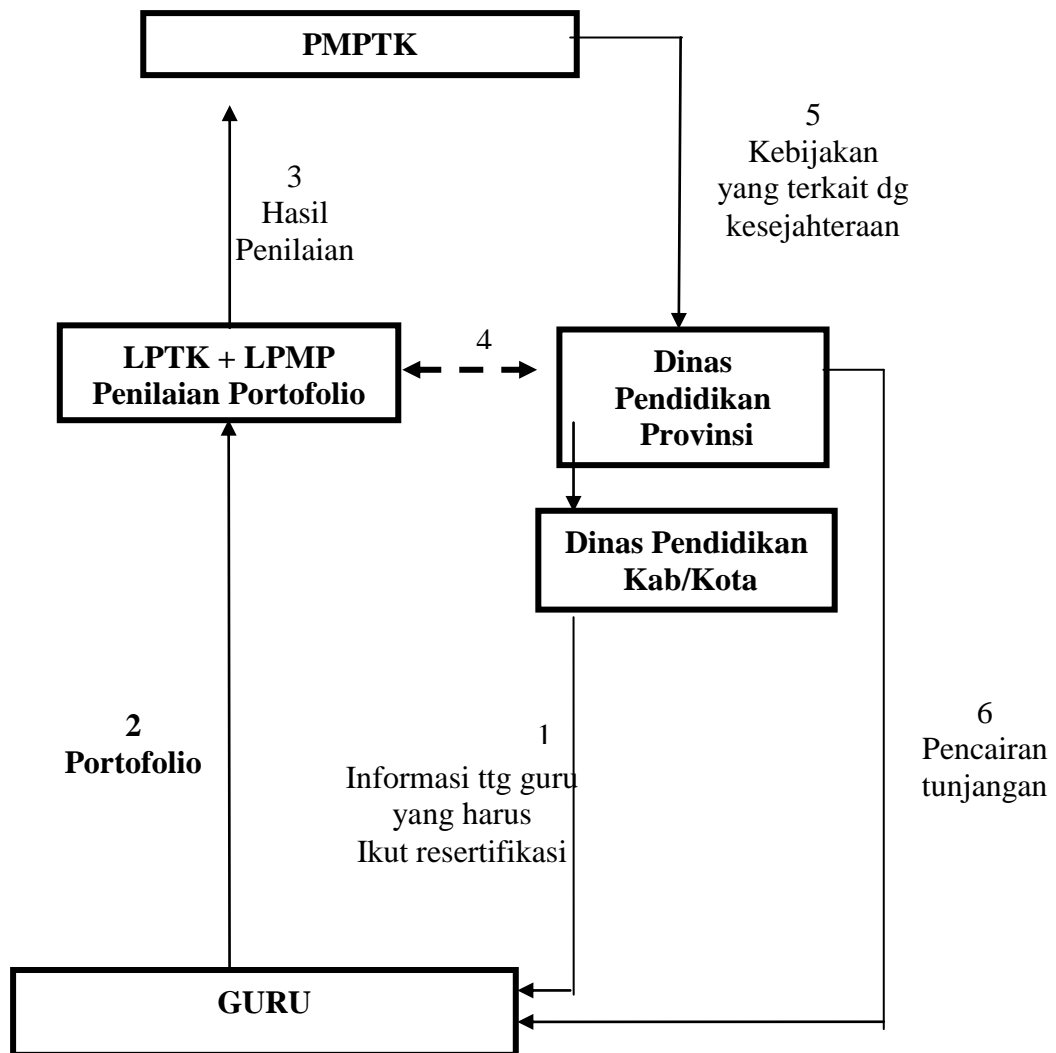 PMPTK
5
Kebijakan
yang terkait dg
kesejahteraan
3
Hasil
Penilaian
LPTK + LPMP
Penilaian Portofolio
4
Dinas
Pendidikan
Provinsi
Dinas Pendidikan
Kab/Kota
2
Portofolio
1
Informasi ttg guru
yang harus
Ikut resertifikasi
6
Pencairan
tunjangan
GURU